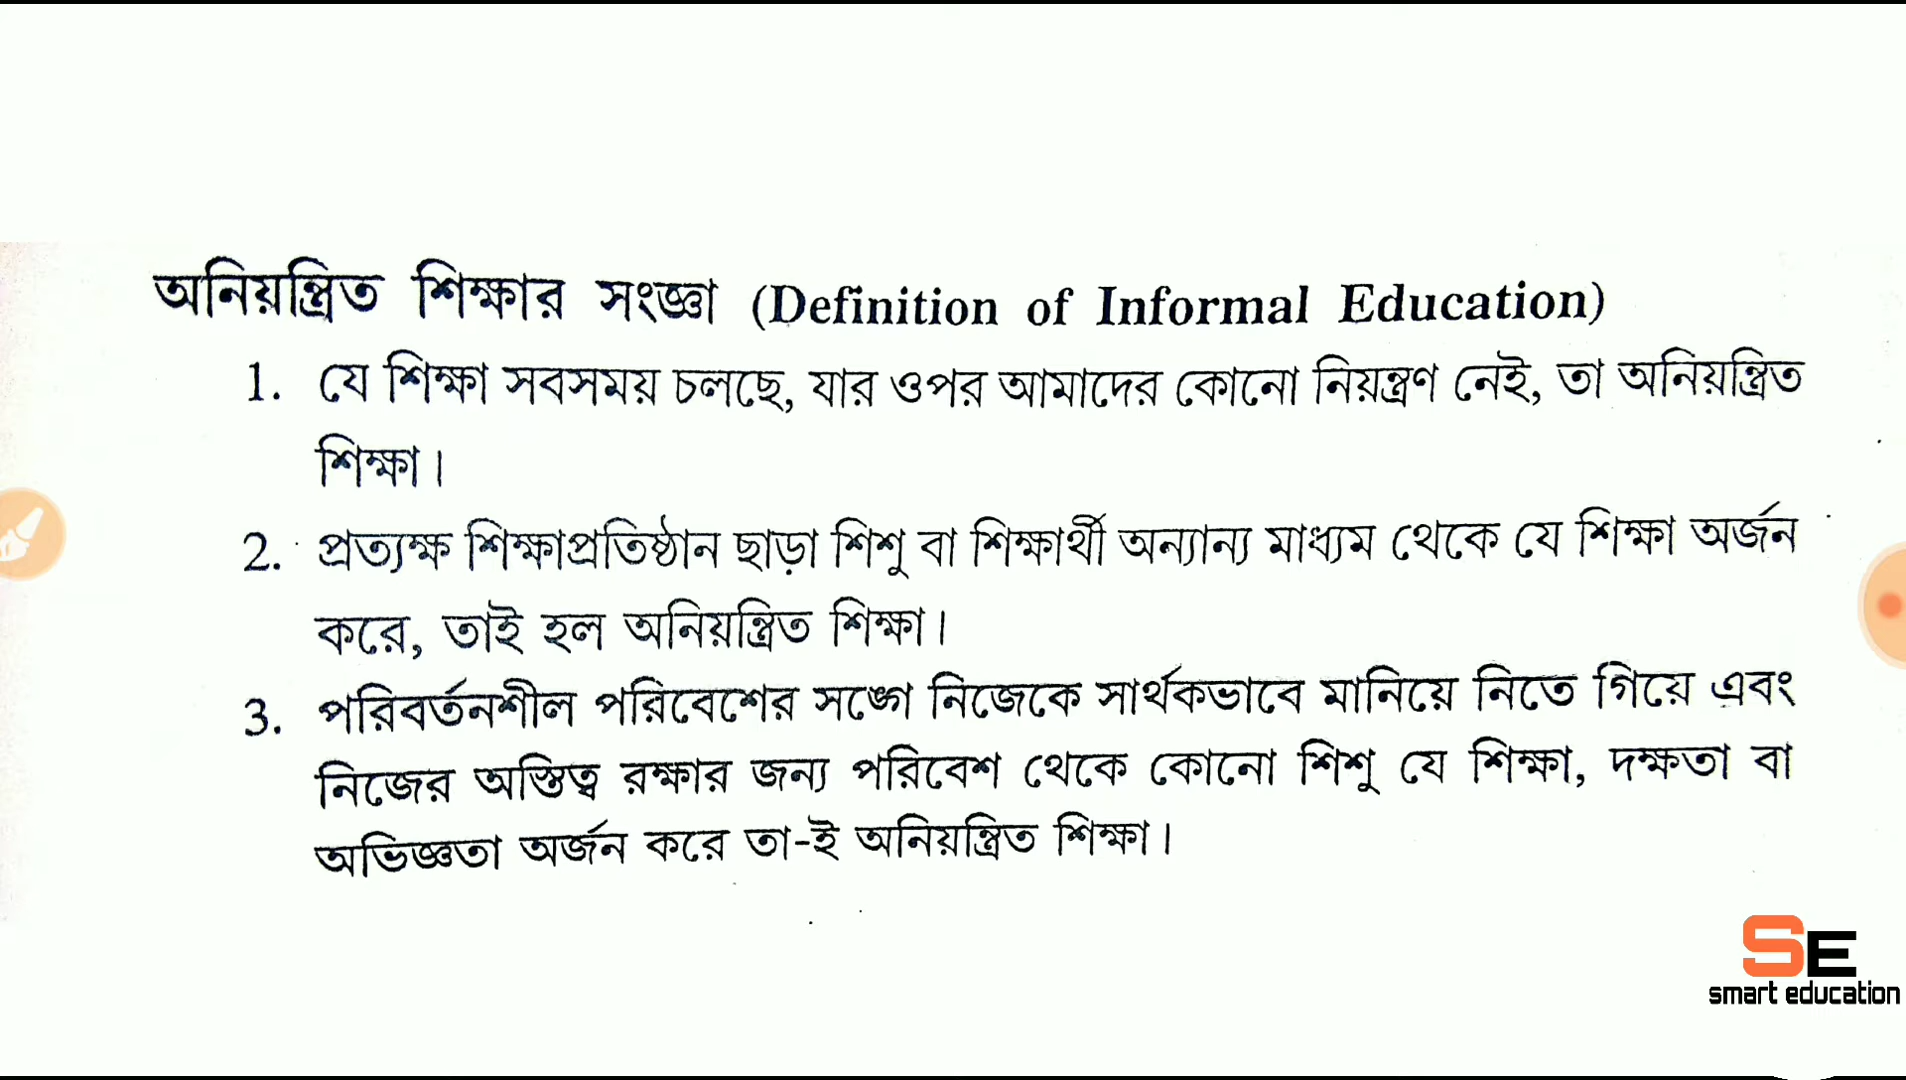 অনিয়ন্ত্রিত শিক্ষার সংজ্ঞা (Definition of Informal Education)
1. যে শিক্ষা সবসময় চলছে, যার ওপর আমাদের কোনো নিয়ন্ত্রণ নেই, তা অনিয়ন্ত্রিত
শিক্ষা।
2. প্রত্যক্ষ শিক্ষাপ্রতিষ্ঠান ছাড়া শিশু বা শিক্ষার্থী অন্যান্য মাধ্যম থেকে যে শিক্ষা অর্জন
করে, তাই হল অনিয়ন্ত্রিত শিক্ষা।
3. পরিবর্তনশীল পরিবেশের সঙ্গে নিজেকে সার্থকভাবে মানিয়ে নিতে গিয়ে এবং
নিজের অস্তিত্ব রক্ষার জন্য পরিবেশ থেকে কোনো শিশু যে শিক্ষা, দক্ষতা বা
অভিজ্ঞতা অর্জন করে তা-ই অনিয়ন্ত্রিত শিক্ষা।
SE
smart education